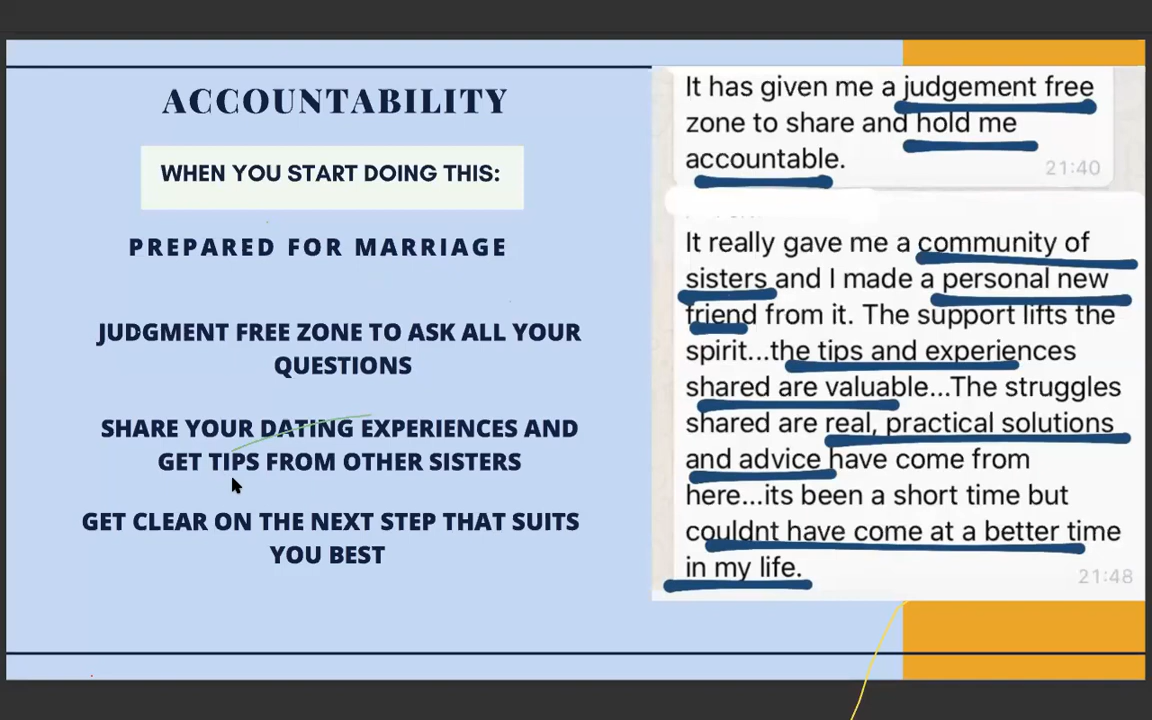 ACCOUNTABILITY
WHEN YOU START DOING THIS:
PREPARED FOR MARRIAGE
JUDGMENT FREE ZONE TO ASK ALL YOUR
QUESTIONS
SHARE YOUR DATING EXPERIENCES AND
GET TIPS FROM OTHER SISTERS
GET CLEAR ON THE NEXT STEP THAT SUITS
YOU BEST
It has given me a judgement free
zone to share and hold me
accountable.
21:40
It really gave me a community of
sisters and I made a personal new
friend from it. The support lifts the
spirit...the tips and experiences
shared are valuable...The struggles
shared are real, practical solutions
and advice have come from
here...its been a short time but
couldnt have come at a better time
in my life.
21:48